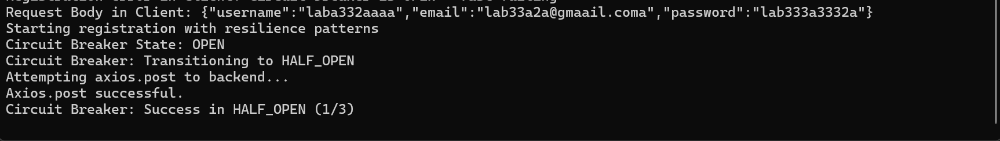 Request Body in Client: {"username":"laba332aaaa","email":"lab33a2a@gmaail.coma","password":"lab333a3332a"}
Starting registration with resilience patterns
Circuit Breaker State: OPEN
Circuit Breaker: Transitioning to HALF_OPEN
Attempting axios.post to backend...
Axios.post successful.
Circuit Breaker: Success in HALF_OPEN (1/3)